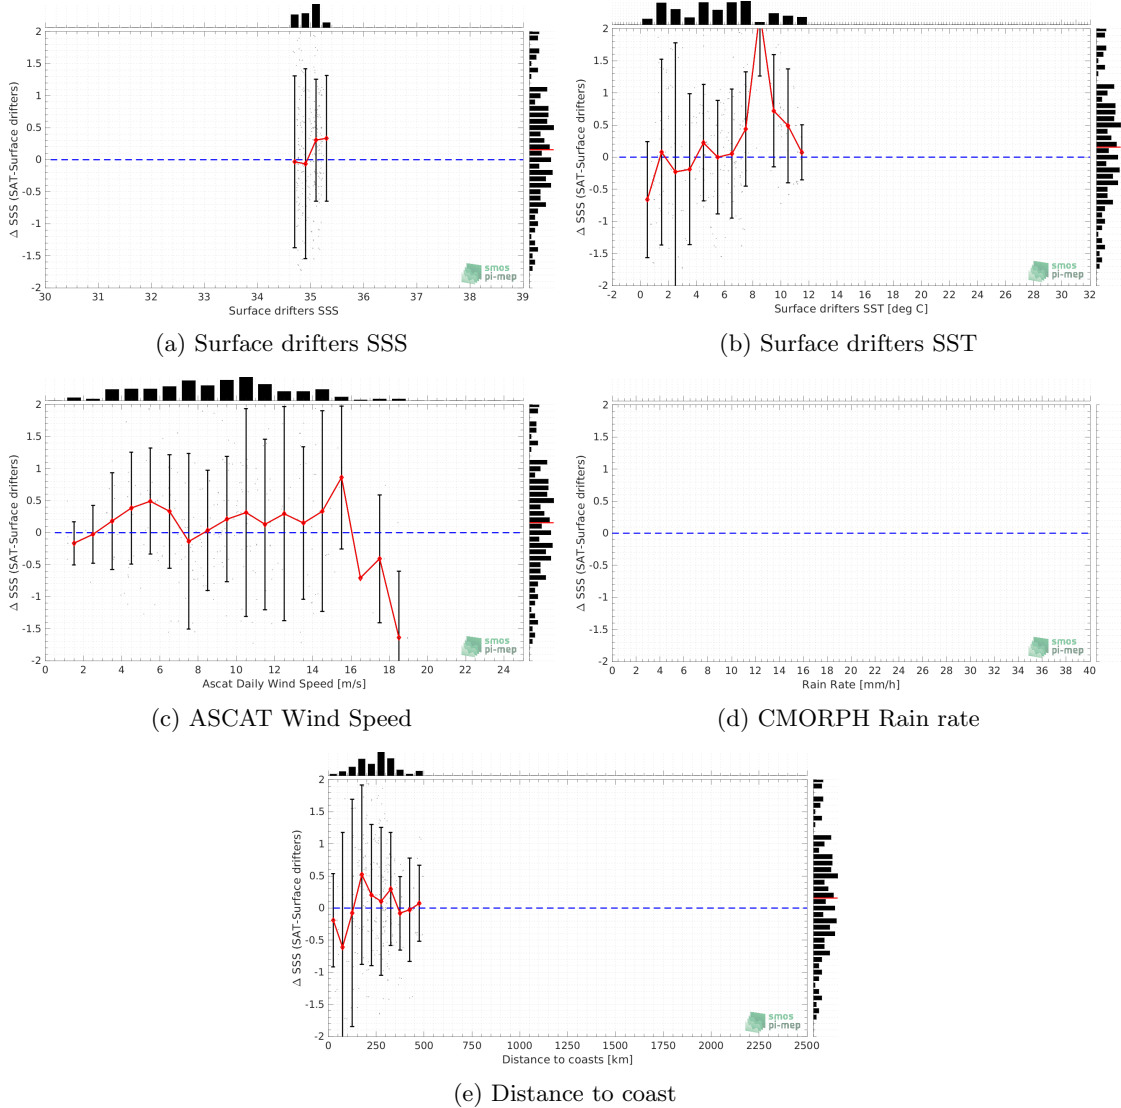 Δ SSS (SAT-Surface drifters)
2
1.5
1
0.5
0
-0.5
-1
-1.5
-2
30 31 32 33 34 35 36 37 38 39
Surface drifters SSS
smos
pi-mep
(a) Surface drifters SSS
Δ SSS (SAT-Surface drifters)
2
1.5
1
0.5
0
-0.5
-1
-1.5
-2
-2 0 2 4 6 8 10 12 14 16 18 20 22 24 26 28 30 32
Surface drifters SST [deg C]
smos
pi-mep
(b) Surface drifters SST
Δ SSS (SAT-Surface drifters)
2
1.5
1
0.5
0
-0.5
-1
-1.5
-2
0 2 4 6 8 10 12 14 16 18 20 22 24
Ascat Daily Wind Speed [m/s]
smos
pi-mep
(c) ASCAT Wind Speed
Δ SSS (SAT-Surface drifters)
2
1.5
1
0.5
0
-0.5
-1
-1.5
-2
0 2 4 6 8 10 12 14 16 18 20 22 24 26 28 30 32 34 36 38 40
Rain Rate [mm/h]
smos
pi-mep
(d) CMORPH Rain rate
Δ SSS (SAT-Surface drifters)
2
1.5
1
0.5
0
-0.5
-1
-1.5
-2
0 250 500 750 1000 1250 1500 1750 2000 2250 2500
Distance to coasts [km]
smos
pi-mep
(e) Distance to coast